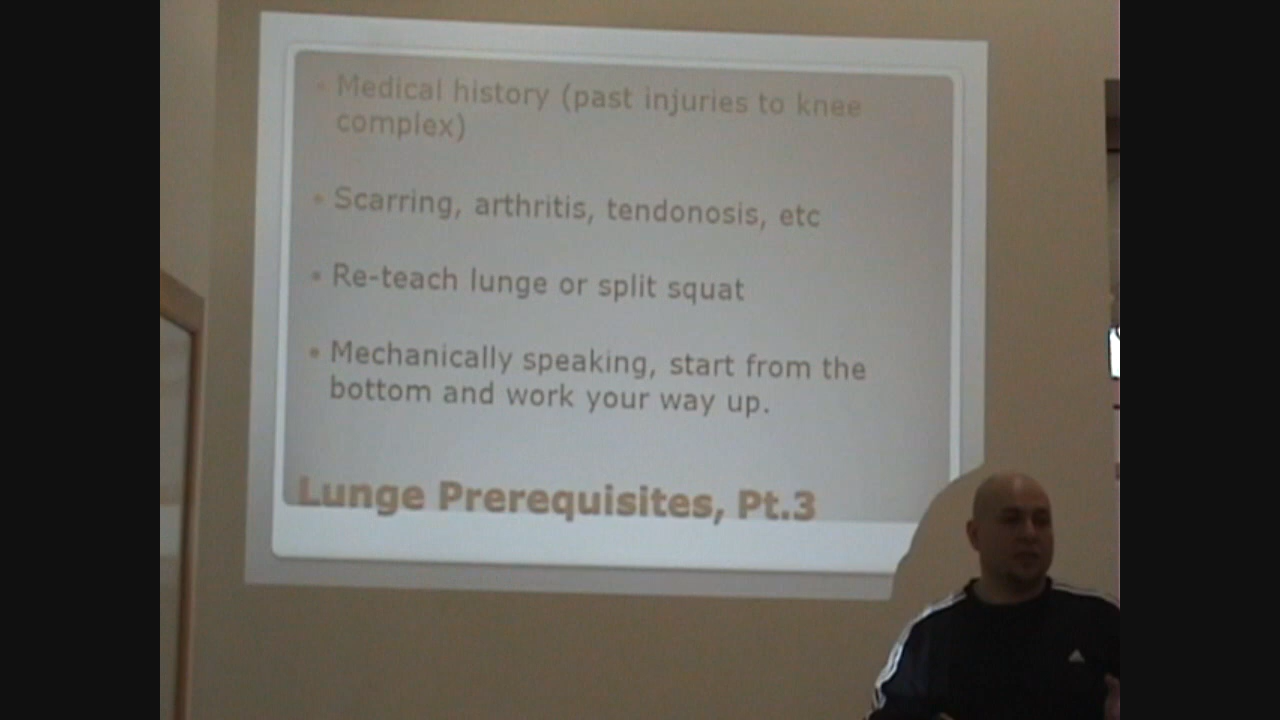 • Medical history (past injuries to knee
complex)
• Scarring, arthritis, tendonosis, etc
• Re-teach lunge or split squat
• Mechanically speaking, start from the
bottom and work your way up.
Lunge Prerequisites, Pt.3